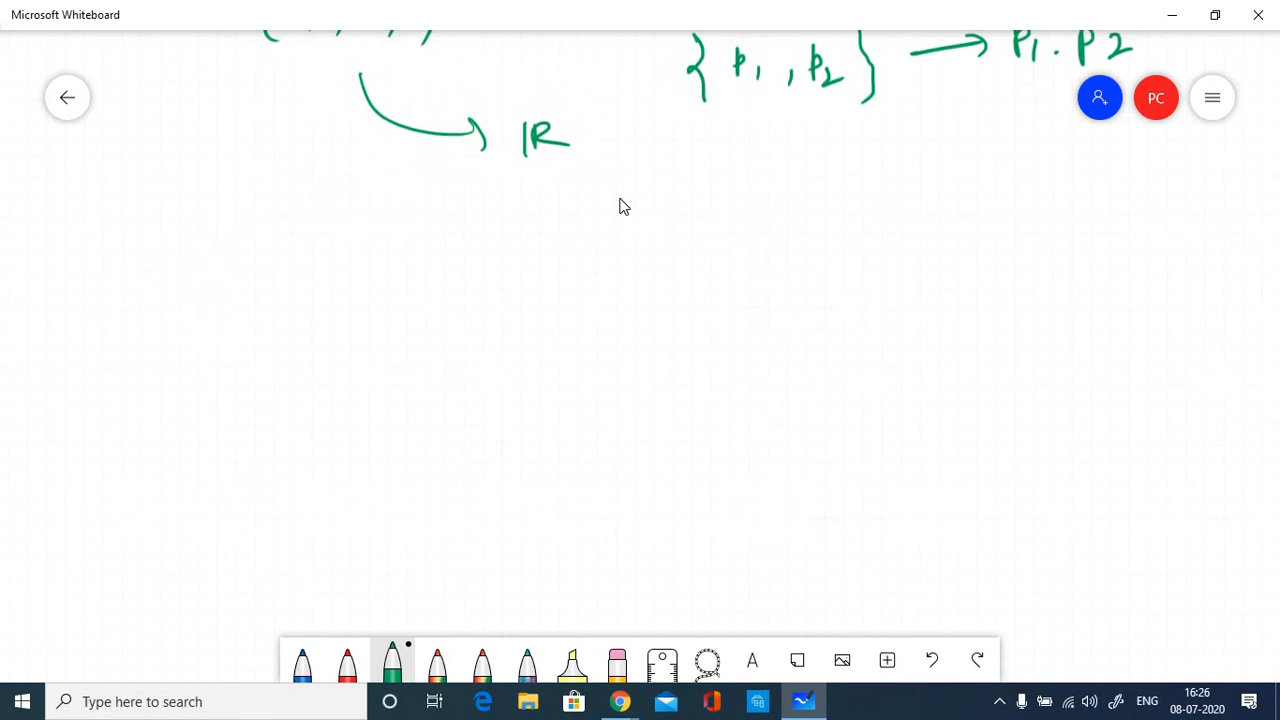 Microsoft Whiteboard
{ p1 , p2 } → p1 . p2
ℝ
PC
A
Type here to search
ENG
16:26
08-07-2020